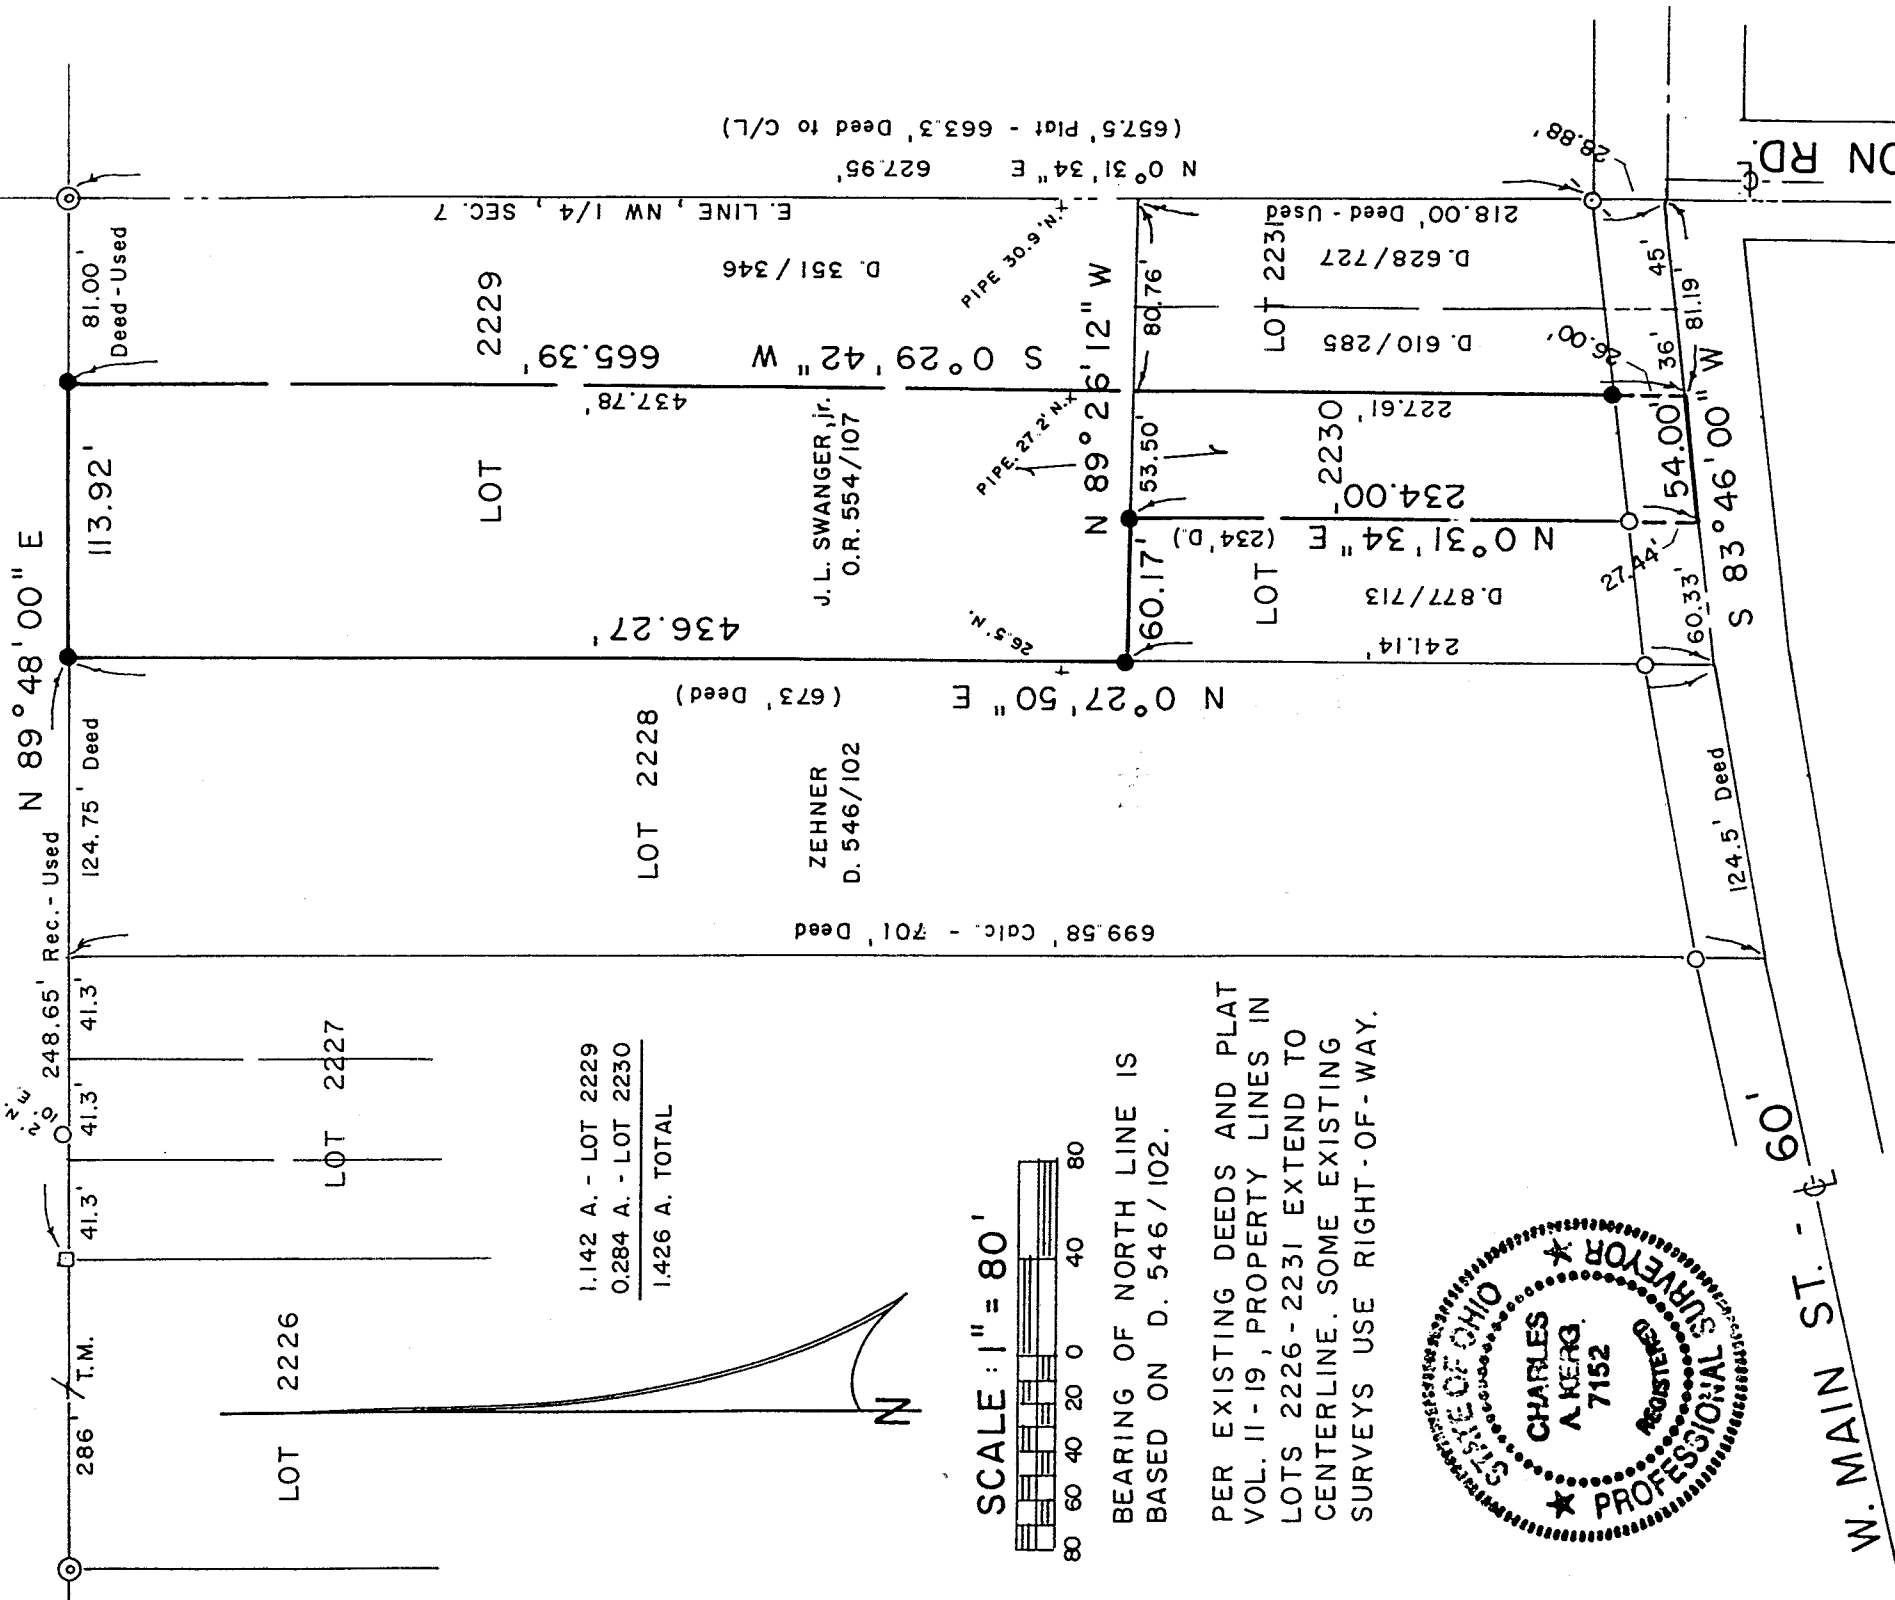 N 89° 48' 00" E
286' T.M.
41.3'
41.3'
41.3'
2' N.
10' E.
248.65' Rec. - Used
124.75' Deed
113.92'
81.00'
Deed - Used
LOT 2226
LOT 2227
LOT 2228
LOT 2229
ZEHNER
D. 546/102
J. L. SWANGER, jr.
O.R. 554/107
D. 351/346
E. LINE, NW 1/4, SEC. 7
N 0° 31' 34" E 627.95'
(657.5' Plat - 663.3' Deed to C/L)
S 0° 29' 42" W 665.39'
437.78'
227.61'
436.27'
N 0° 27' 50" E
(673' Deed)
241.14'
699.58' Calc. - 701' Deed
PIPE 30.9' N.
PIPE 27.2' N.
26.5' N.
N 89° 26' 12" W
80.76'
53.50'
60.17'
LOT 2231
218.00' Deed - Used
D. 628/727
D. 610/285
LOT 2230
234.00'
N 0° 31' 34" E
(234' D.)
D. 877/713
28.88'
26.00'
27.44'
45'
36'
81.19'
54.00'
60.33'
S 83° 46' 00" W
124.5' Deed
ON RD.
W. MAIN ST. - ℄ 60'
1.142 A. - LOT 2229
0.284 A. - LOT 2230
1.426 A. TOTAL
N
SCALE : 1" = 80'
80 60 40 20 0 40 80
BEARING OF NORTH LINE IS
BASED ON D. 546/102.
PER EXISTING DEEDS AND PLAT
VOL. 11-19, PROPERTY LINES IN
LOTS 2226-2231 EXTEND TO
CENTERLINE. SOME EXISTING
SURVEYS USE RIGHT-OF-WAY.
STATE OF OHIO
CHARLES
A. KERG.
7152
REGISTERED
PROFESSIONAL SURVEYOR